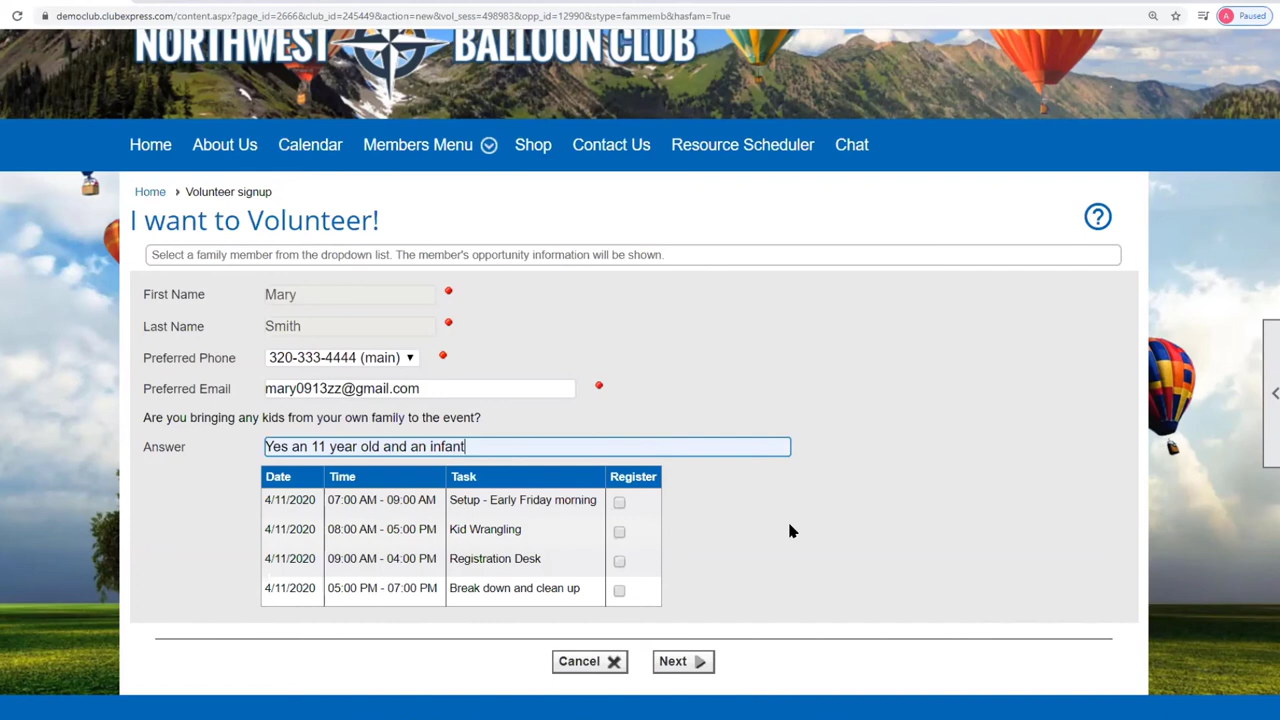 democlub.clubexpress.com/content.aspx?page_id=2666&club_id=245449&action=new&vol_sess=498983&opp_id=12990&stype=fammemb&hasfam=True
A Paused
NORTHWEST BALLOON CLUB
Home About Us Calendar Members Menu Shop Contact Us Resource Scheduler Chat
Home › Volunteer signup
I want to Volunteer!
?
Select a family member from the dropdown list. The member's opportunity information will be shown.
First Name Mary
Last Name Smith
Preferred Phone 320-333-4444 (main)
Preferred Email mary0913zz@gmail.com
Are you bringing any kids from your own family to the event?
Answer Yes an 11 year old and an infant
Date Time Task Register
4/11/2020 07:00 AM - 09:00 AM Setup - Early Friday morning
4/11/2020 08:00 AM - 05:00 PM Kid Wrangling
4/11/2020 09:00 AM - 04:00 PM Registration Desk
4/11/2020 05:00 PM - 07:00 PM Break down and clean up
Cancel Next